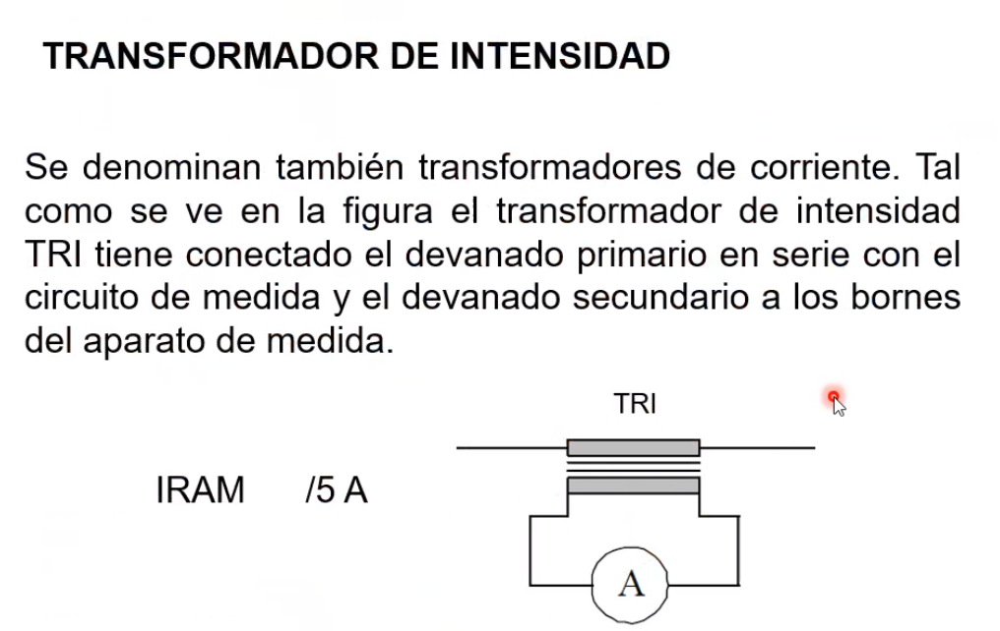 TRANSFORMADOR DE INTENSIDAD
Se denominan también transformadores de corriente. Tal
como se ve en la figura el transformador de intensidad
TRI tiene conectado el devanado primario en serie con el
circuito de medida y el devanado secundario a los bornes
del aparato de medida.
TRI
IRAM /5 A
A